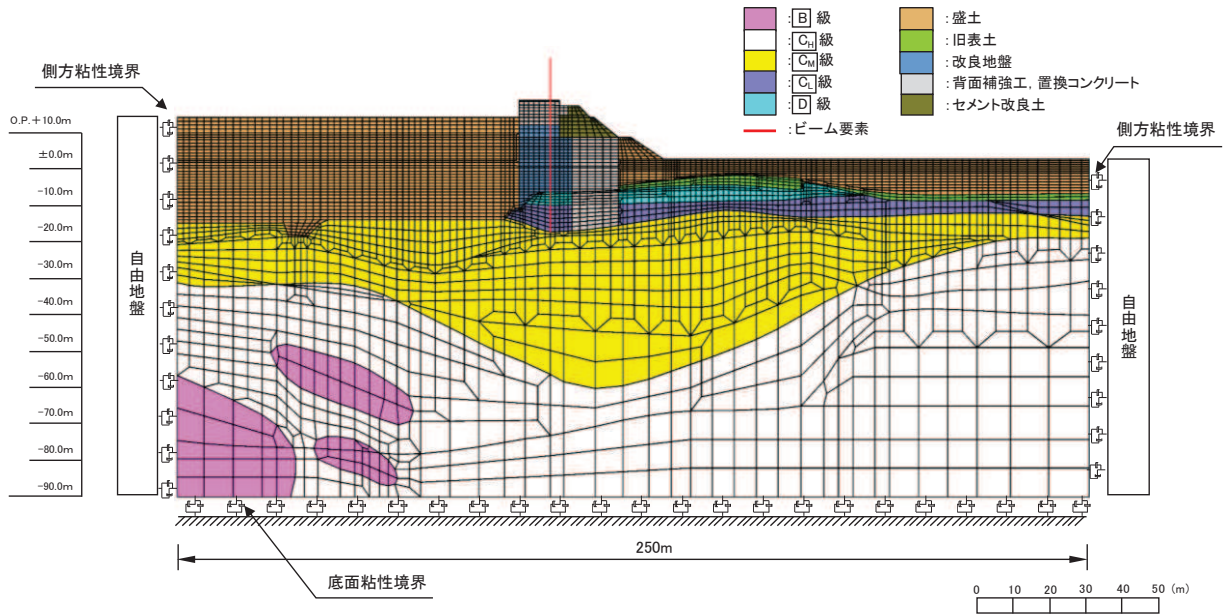 B 級
CH 級
CM 級
CL 級
D 級
:ビーム要素
:盛土
:旧表土
:改良地盤
:背面補強工, 置換コンクリート
:セメント改良土
側方粘性境界
側方粘性境界
O.P.+10.0m
±0.0m
-10.0m
-20.0m
-30.0m
-40.0m
-50.0m
-60.0m
-70.0m
-80.0m
-90.0m
自由地盤
自由地盤
250m
底面粘性境界
0 10 20 30 40 50 (m)